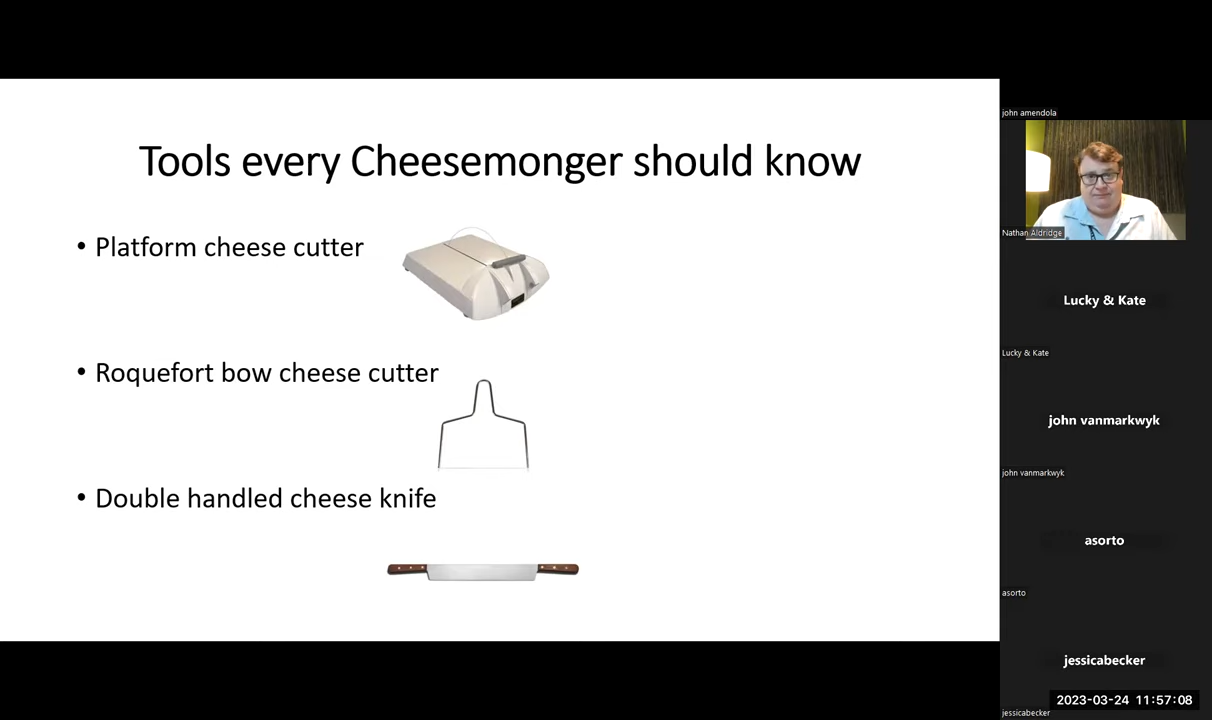 Tools every Cheesemonger should know
• Platform cheese cutter
• Roquefort bow cheese cutter
• Double handled cheese knife
john amendola
Nathan Aldridge
Lucky & Kate
Lucky & Kate
john vanmarkwyk
john vanmarkwyk
asorto
asorto
jessicabecker
2023-03-24 11:57:08
jessicabecker